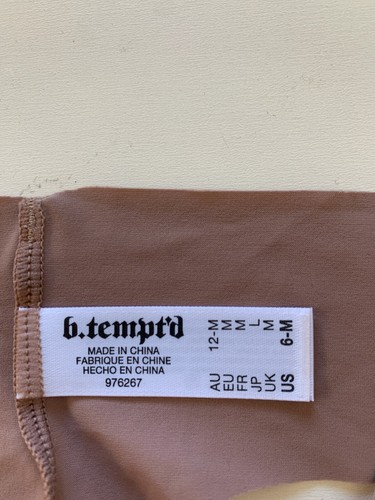 b.tempt'd
MADE IN CHINA
FABRIQUE EN CHINE
HECHO EN CHINA
976267
AU 12-M
EU M
FR M
JP L
UK M
US 6-M